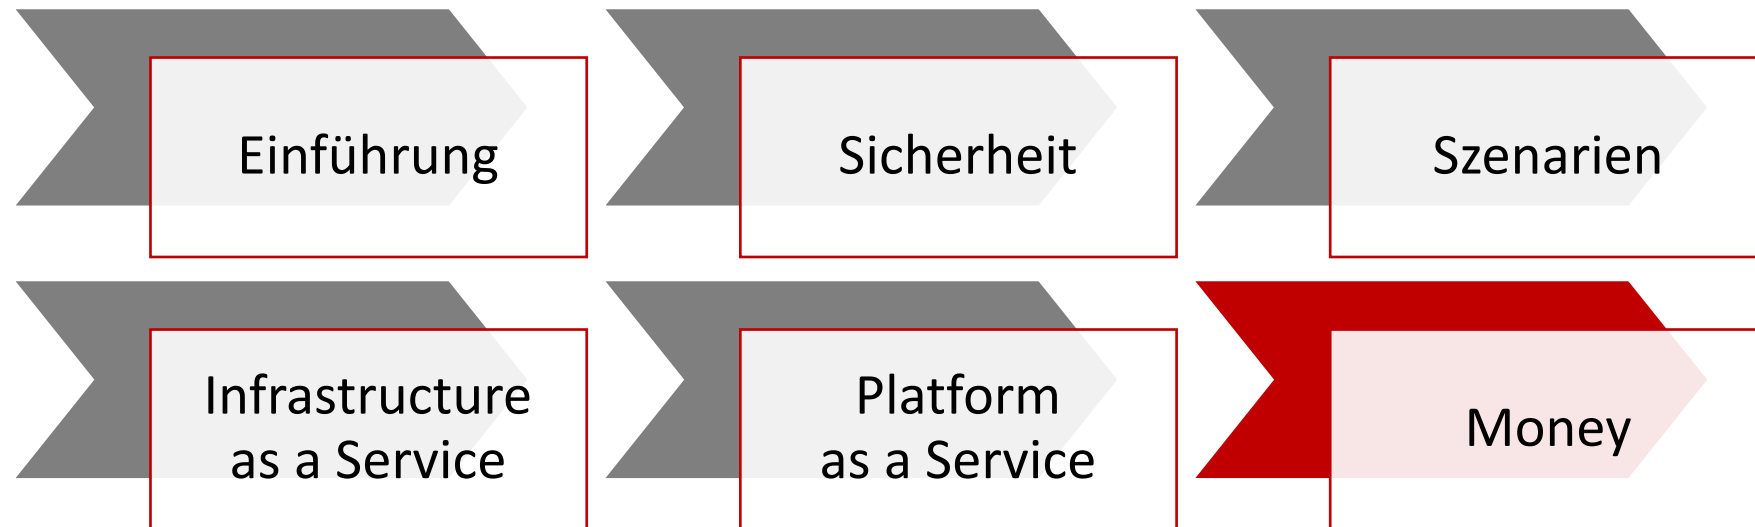 Einführung
Sicherheit
Szenarien
Infrastructure
as a Service
Platform
as a Service
Money